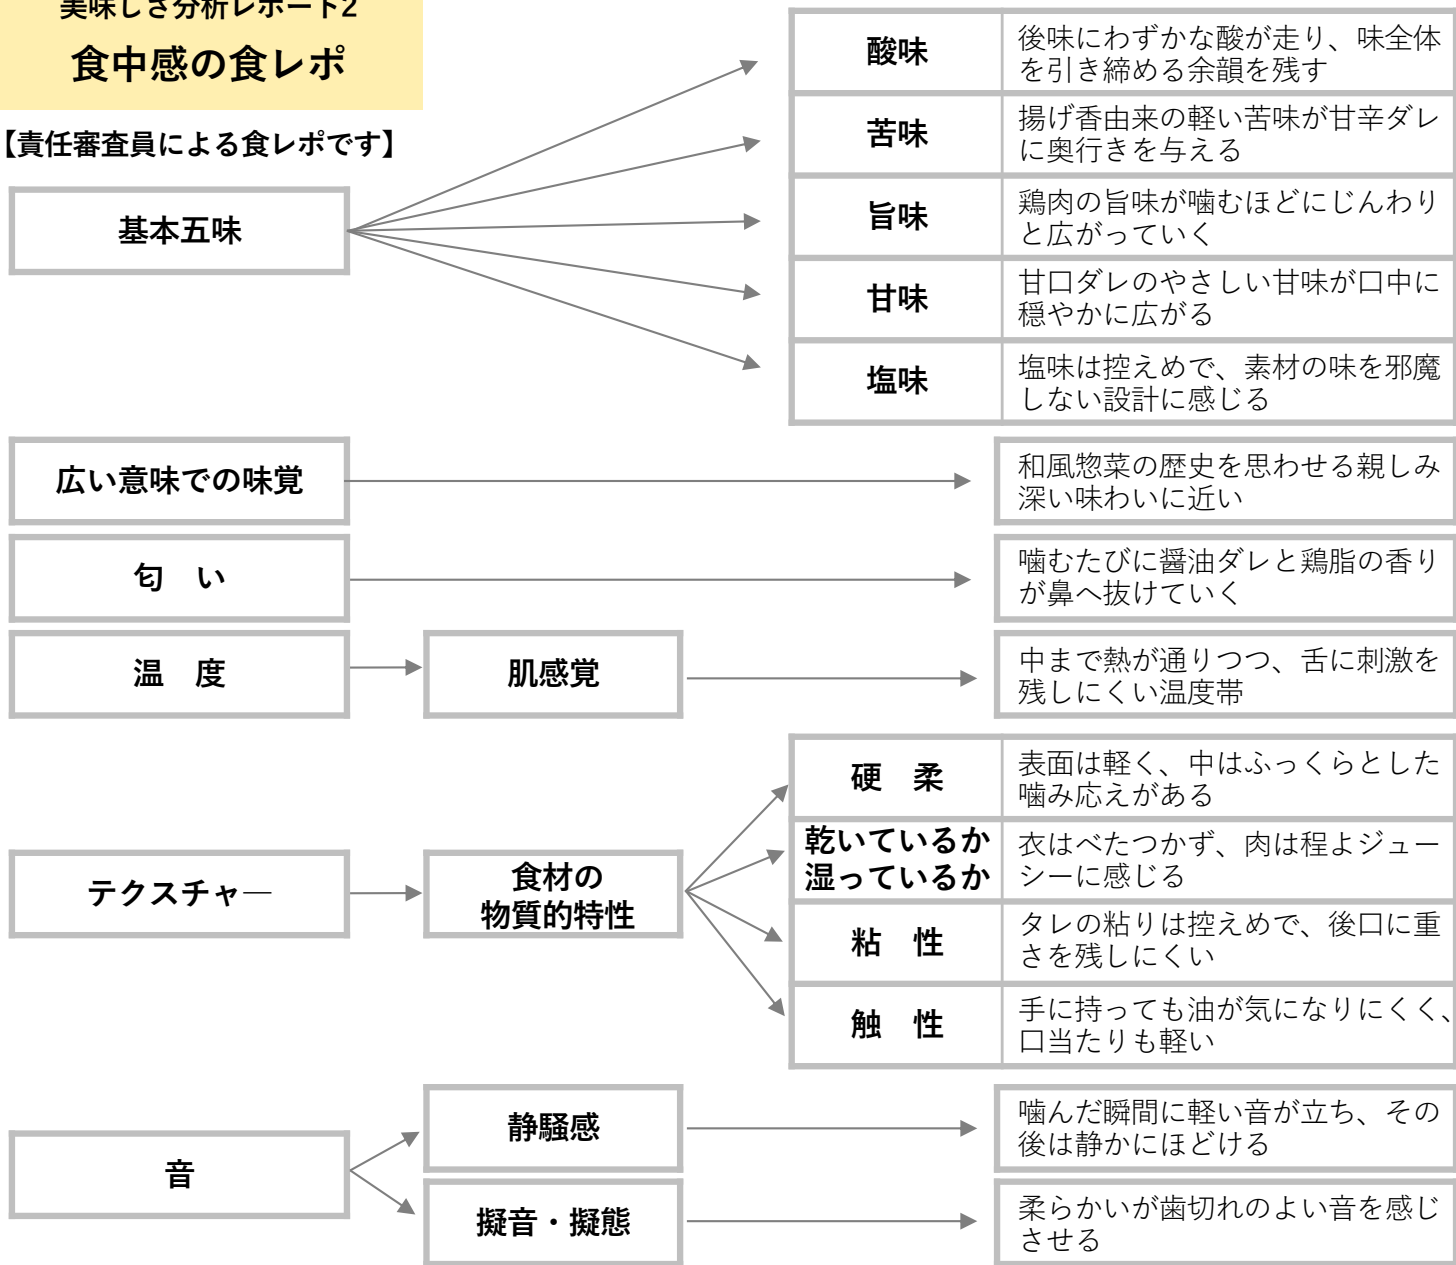 美味しさ分析レポート2
食中感の食レポ
【責任審査員による食レポです】
基本五味
酸味
後味にわずかな酸が走り、味全体
を引き締める余韻を残す
苦味
揚げ香由来の軽い苦味が甘辛ダレ
に奥行きを与える
旨味
鶏肉の旨味が噛むほどにじんわり
と広がっていく
甘味
甘口ダレのやさしい甘味が口中に
穏やかに広がる
塩味
塩味は控えめで、素材の味を邪魔
しない設計に感じる
広い意味での味覚
和風惣菜の歴史を思わせる親しみ
深い味わいに近い
匂　い
噛むたびに醤油ダレと鶏脂の香り
が鼻へ抜けていく
温　度
肌感覚
中まで熱が通りつつ、舌に刺激を
残しにくい温度帯
テクスチャ―
食材の
物質的特性
硬　柔
表面は軽く、中はふっくらとした
噛み応えがある
乾いているか
湿っているか
衣はべたつかず、肉は程よジュー
シーに感じる
粘　性
タレの粘りは控えめで、後口に重
さを残しにくい
触　性
手に持っても油が気になりにくく、
口当たりも軽い
音
静騒感
噛んだ瞬間に軽い音が立ち、その
後は静かにほどける
擬音・擬態
柔らかいが歯切れのよい音を感じ
させる